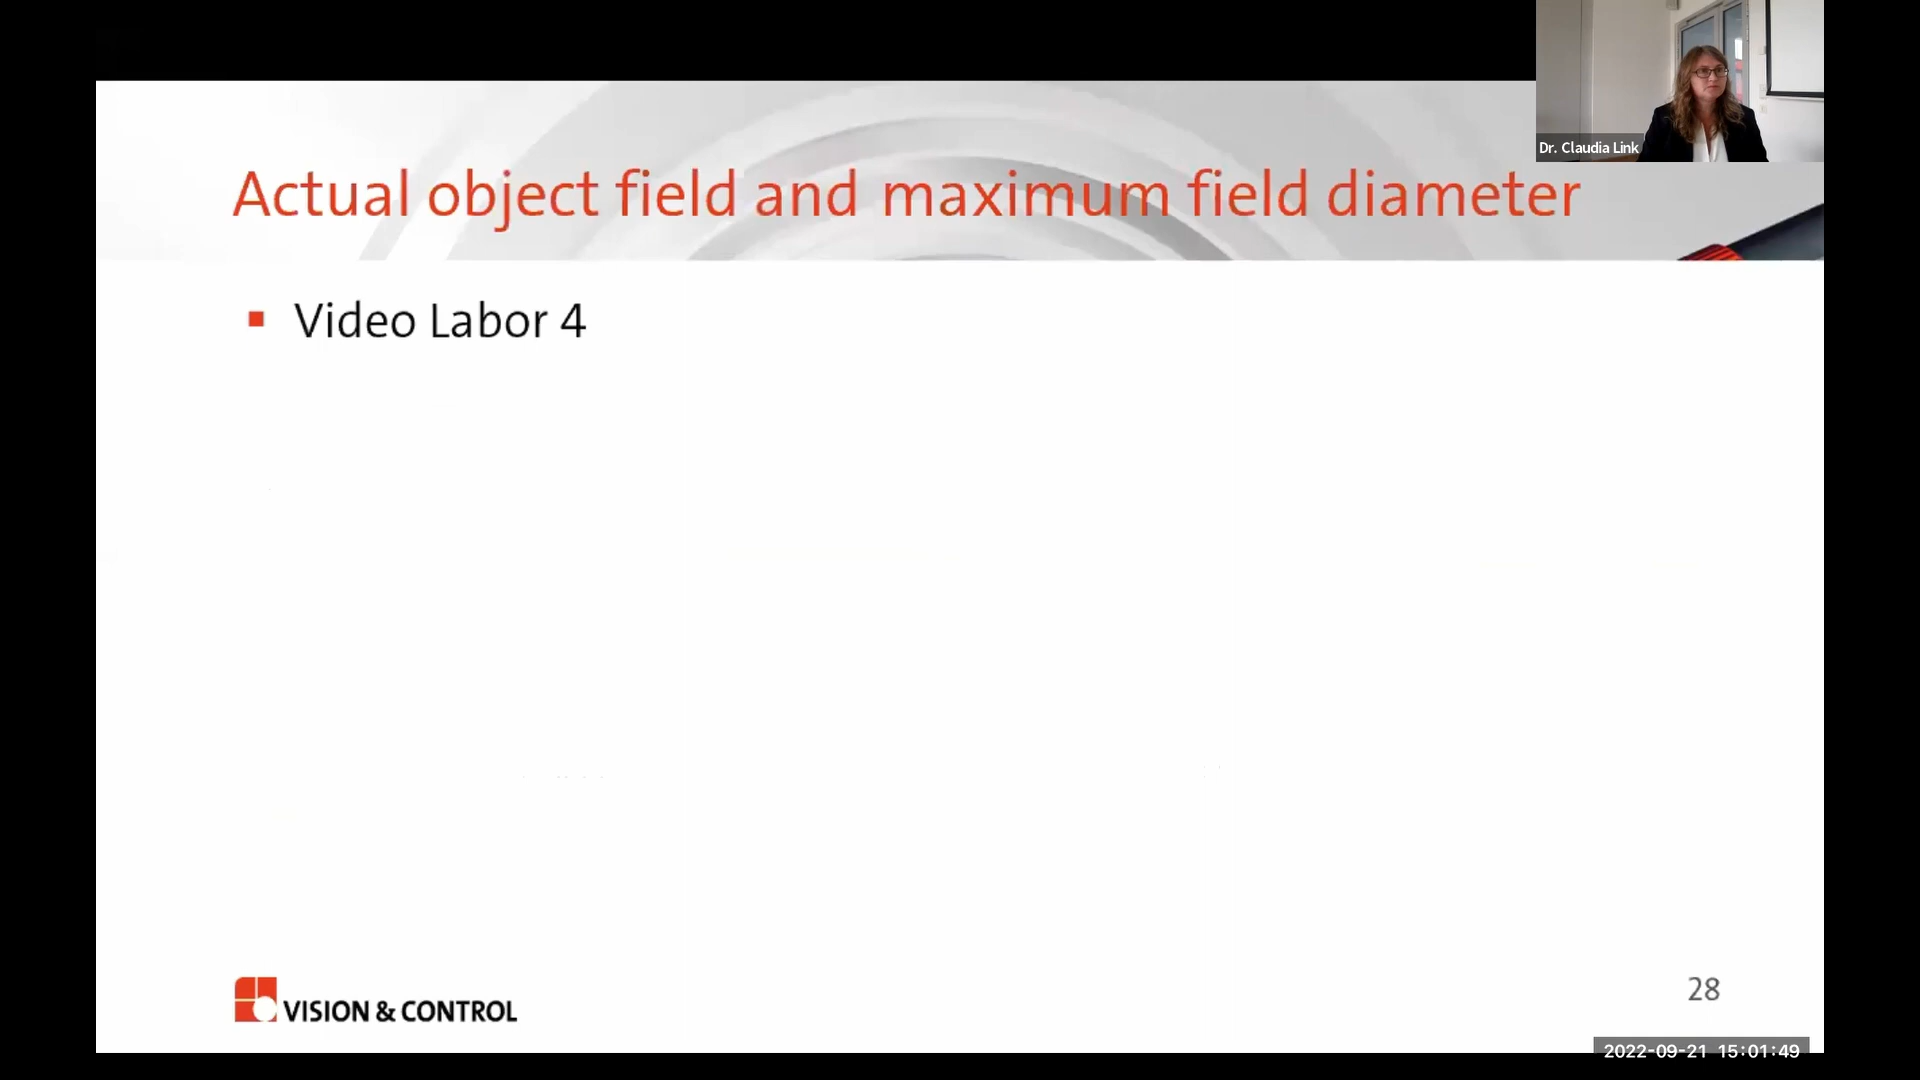 Dr. Claudia Link
Actual object field and maximum field diameter
Video Labor 4
VISION & CONTROL
28
2022-09-21 15:01:49